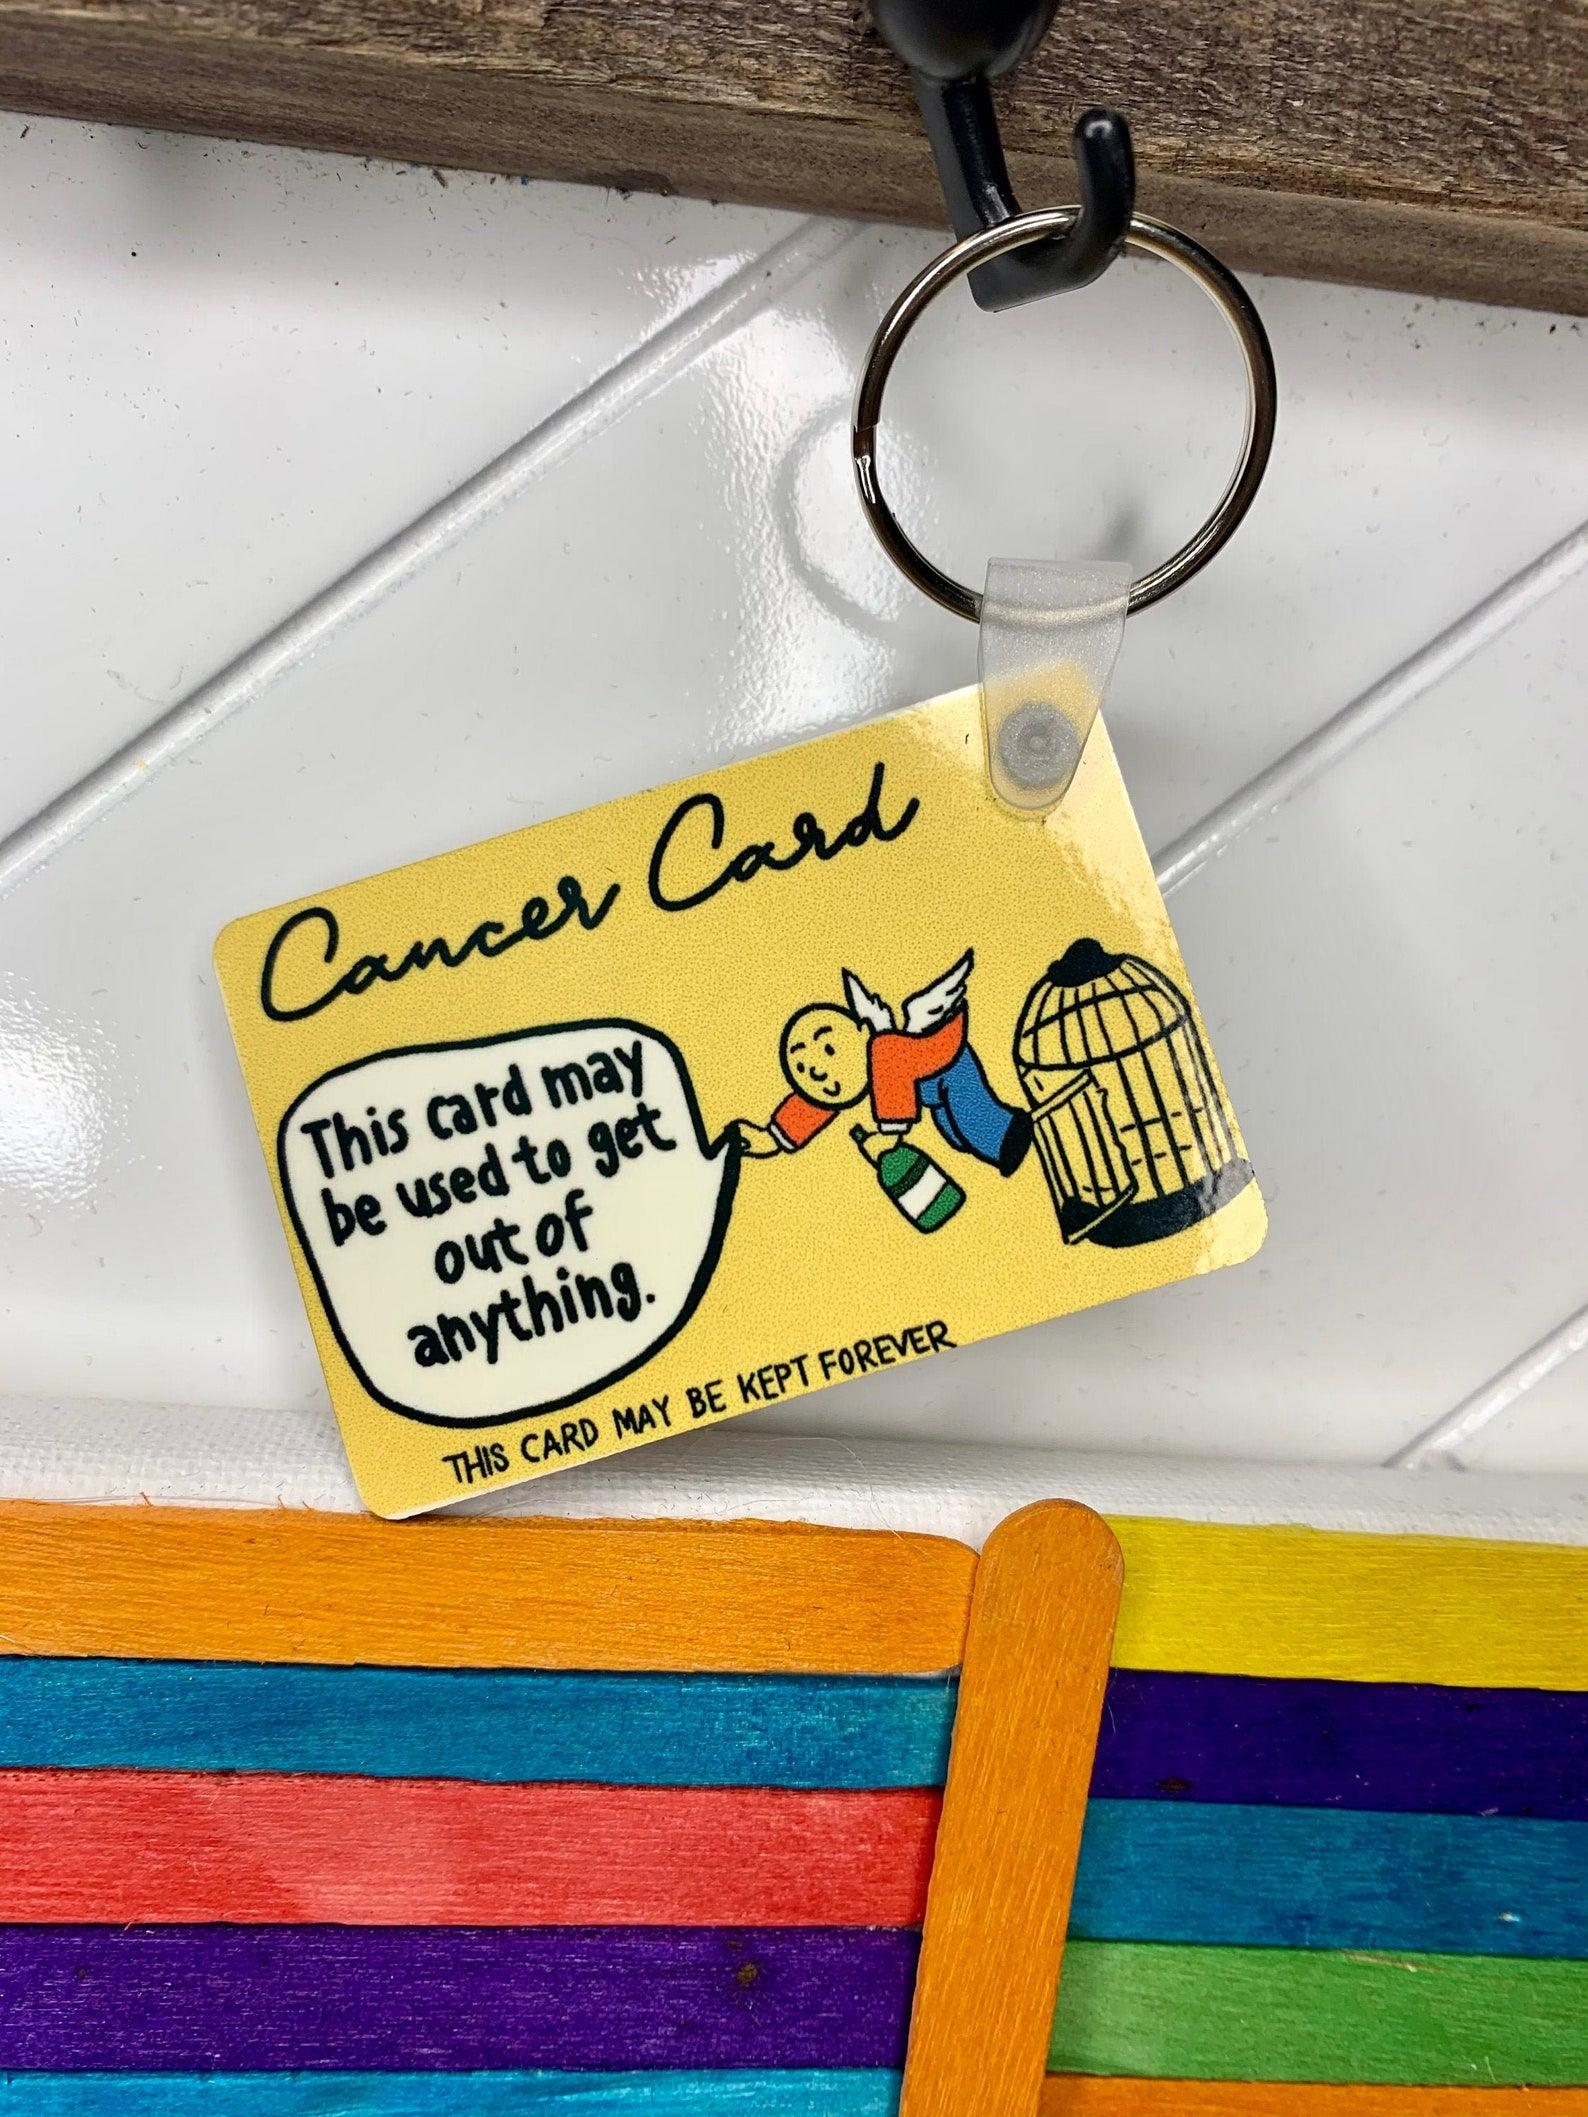 Cancer Card
This card may
be used to get
out of
anything.
THIS CARD MAY BE KEPT FOREVER